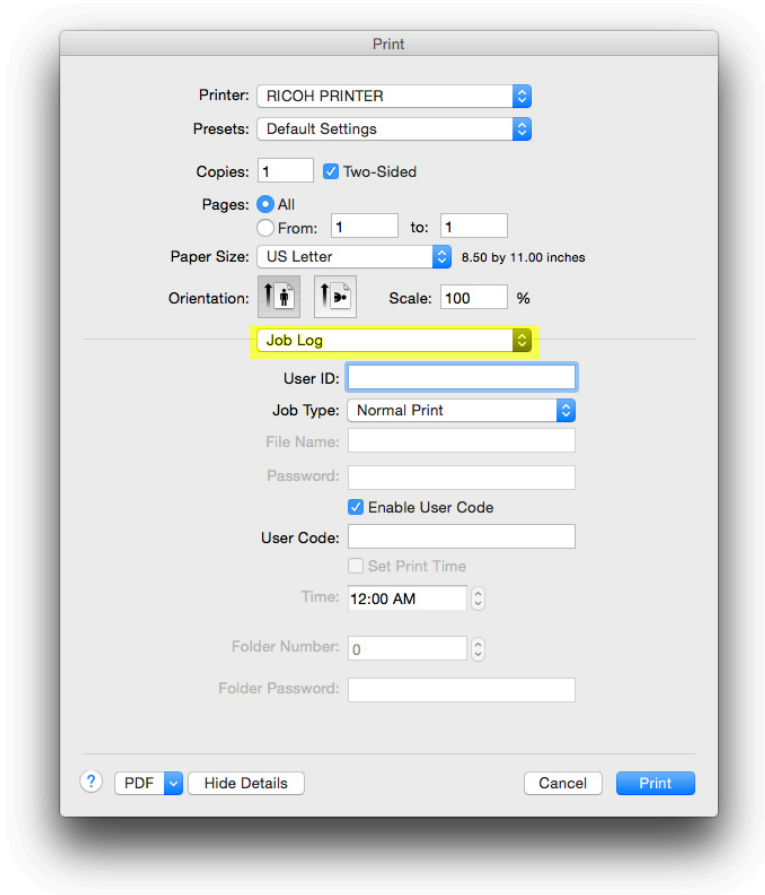 Print
Printer: RICOH PRINTER
Presets: Default Settings
Copies: 1 Two-Sided
Pages: All
From: 1 to: 1
Paper Size: US Letter 8.50 by 11.00 inches
Orientation: Scale: 100 %
Job Log
User ID:
Job Type: Normal Print
File Name:
Password:
Enable User Code
User Code:
Set Print Time
Time: 12:00 AM
Folder Number: 0
Folder Password:
? PDF Hide Details Cancel Print